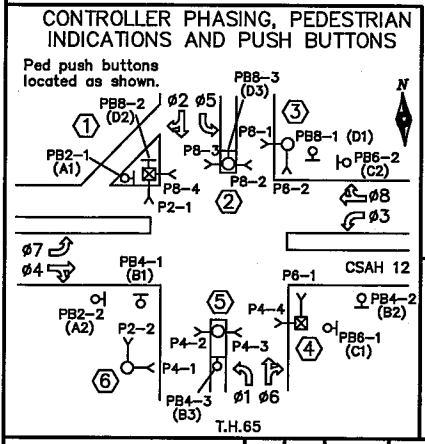 CONTROLLER PHASING, PEDESTRIAN
INDICATIONS AND PUSH BUTTONS
Ped push buttons
located as shown.
N
PB8-3
(D3)
PB8-2
(D2)
ø2
ø5
3
1
P8-1
PB8-1 (D1)
PB2-1
(A1)
P8-3
PB6-2
(C2)
P8-4
P8-2
P6-2
P2-1
2
ø8
ø3
ø7
ø4
PB4-1
(B1)
P6-1
CSAH 12
5
PB2-2
(A2)
P2-2
P4-2
P4-3
P4-4
PB4-2
(B2)
PB6-1
(C1)
4
6
P4-1
PB4-3
(B3)
ø1
ø6
T.H.65